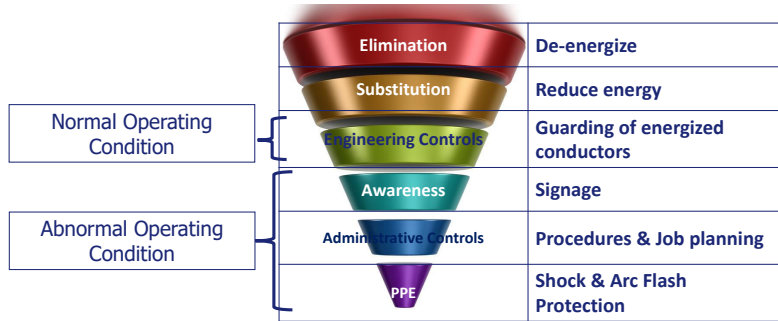 Elimination
De-energize
Substitution
Reduce energy
Normal Operating
Condition
Engineering Controls
Guarding of energized
conductors
Awareness
Signage
Abnormal Operating
Condition
Administrative Controls
Procedures & Job planning
PPE
Shock & Arc Flash
Protection